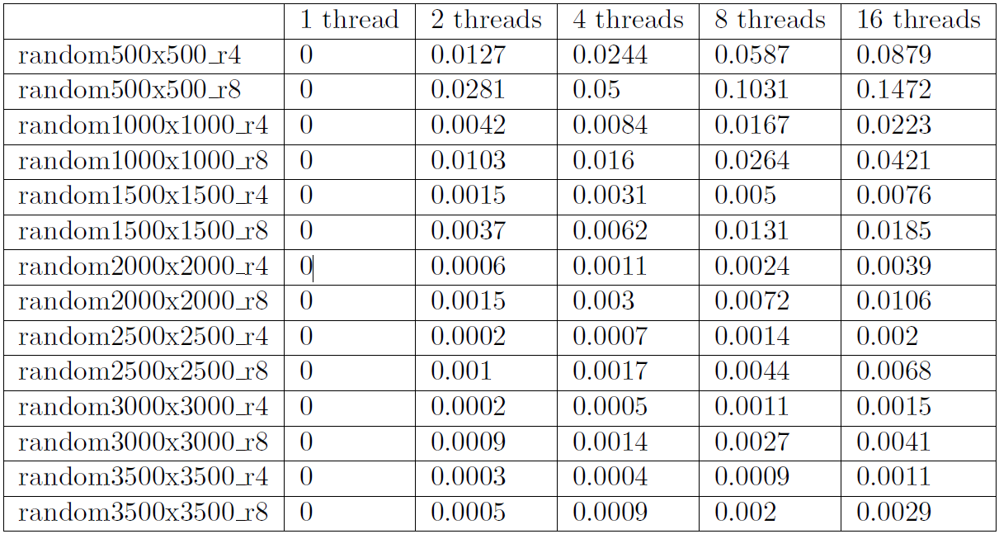 1 thread 2 threads 4 threads 8 threads 16 threads
random500x500_r4 0 0.0127 0.0244 0.0587 0.0879
random500x500_r8 0 0.0281 0.05 0.1031 0.1472
random1000x1000_r4 0 0.0042 0.0084 0.0167 0.0223
random1000x1000_r8 0 0.0103 0.016 0.0264 0.0421
random1500x1500_r4 0 0.0015 0.0031 0.005 0.0076
random1500x1500_r8 0 0.0037 0.0062 0.0131 0.0185
random2000x2000_r4 0 0.0006 0.0011 0.0024 0.0039
random2000x2000_r8 0 0.0015 0.003 0.0072 0.0106
random2500x2500_r4 0 0.0002 0.0007 0.0014 0.002
random2500x2500_r8 0 0.001 0.0017 0.0044 0.0068
random3000x3000_r4 0 0.0002 0.0005 0.0011 0.0015
random3000x3000_r8 0 0.0009 0.0014 0.0027 0.0041
random3500x3500_r4 0 0.0003 0.0004 0.0009 0.0011
random3500x3500_r8 0 0.0005 0.0009 0.002 0.0029